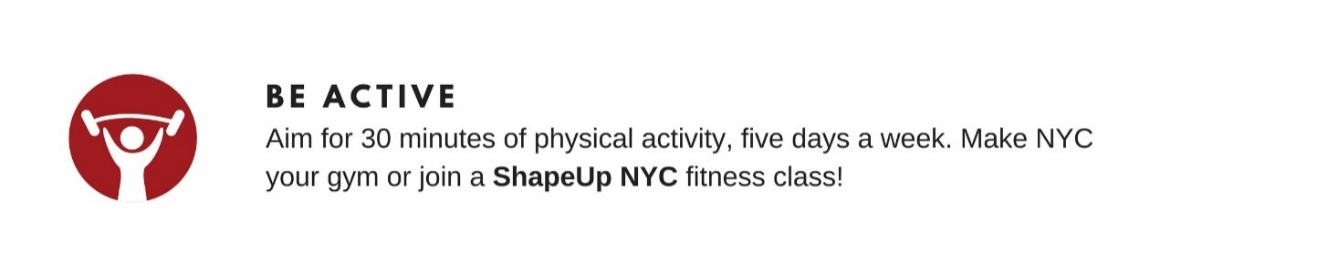 BE ACTIVE
Aim for 30 minutes of physical activity, five days a week. Make NYC
your gym or join a ShapeUp NYC fitness class!